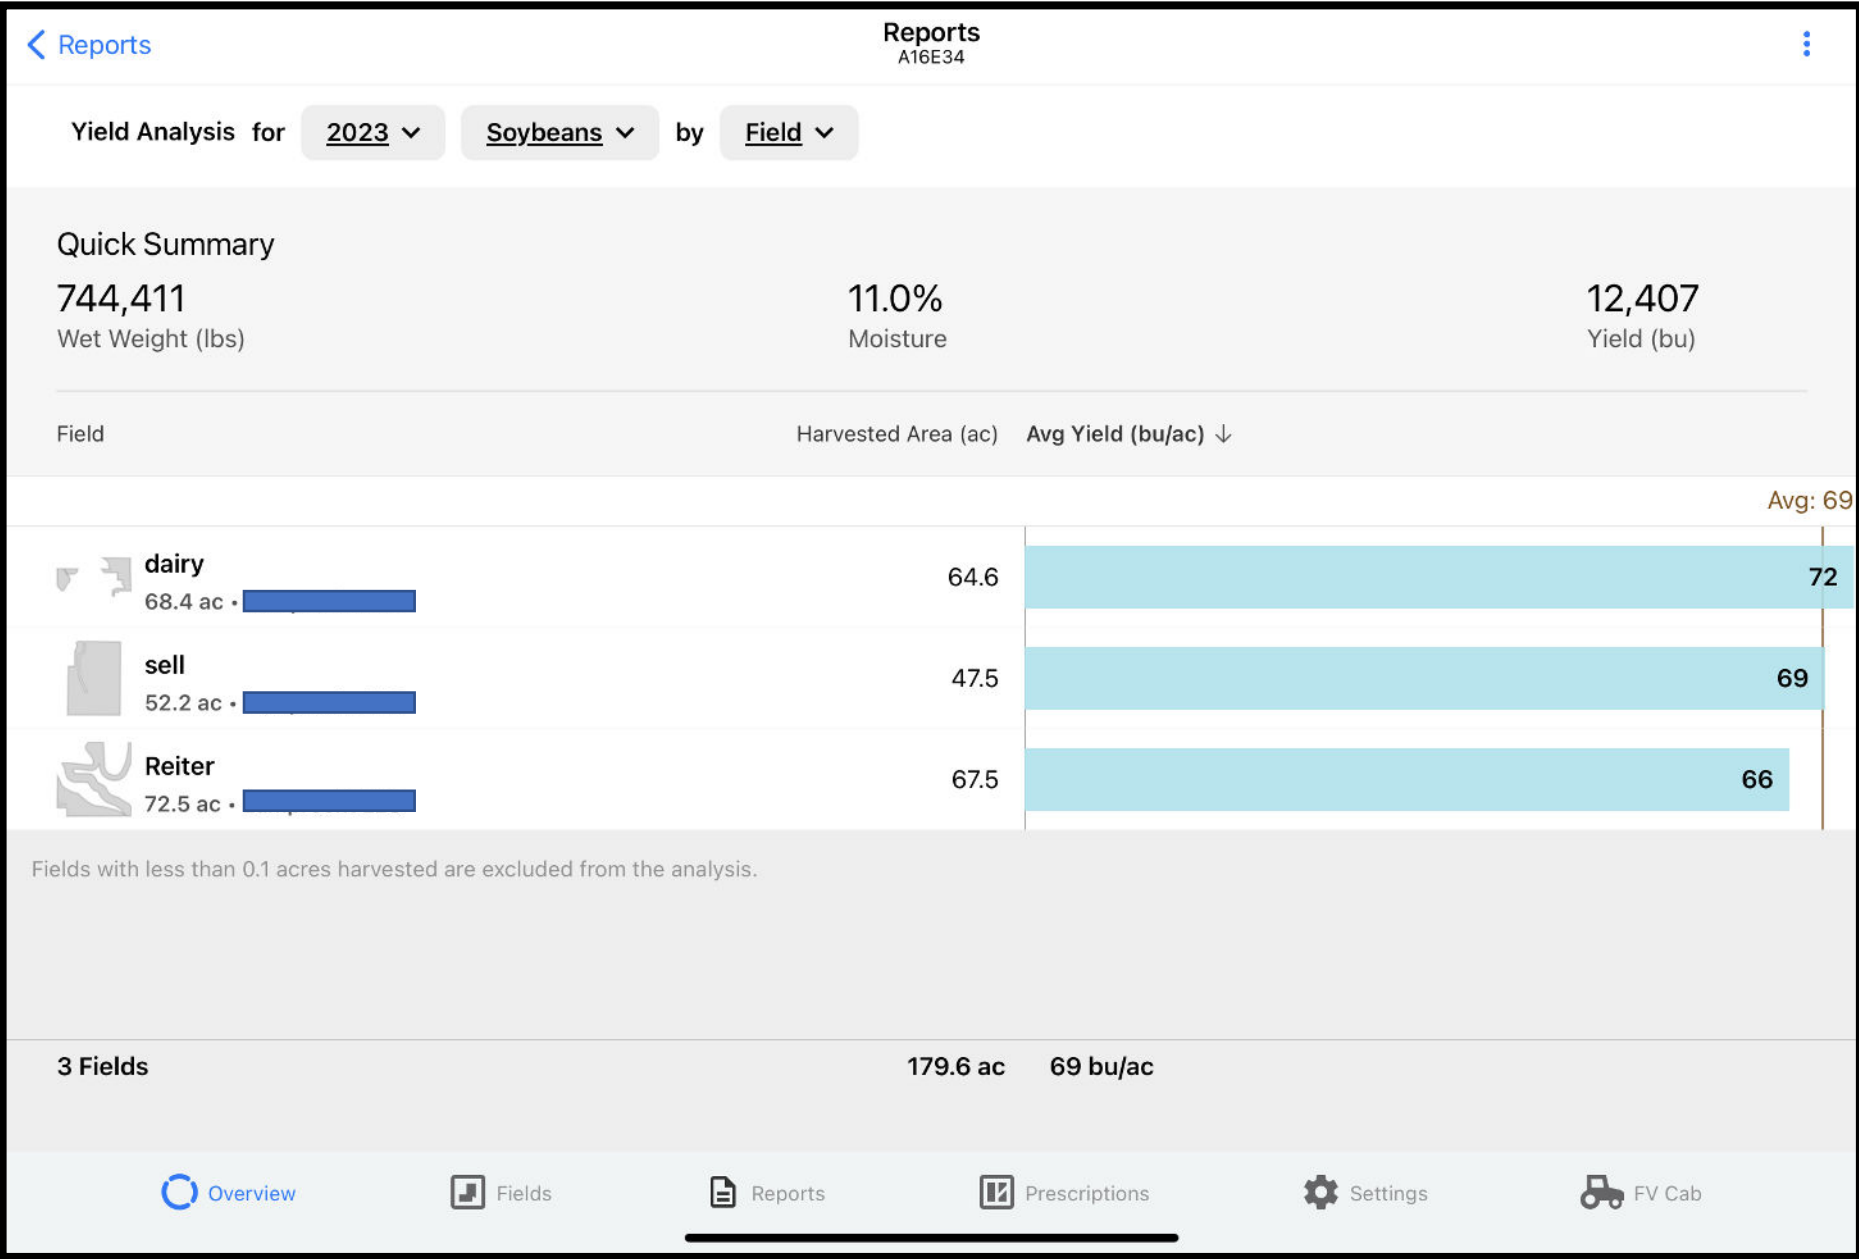 Reports
Reports
A16E34
Yield Analysis for 2023 Soybeans by Field
Quick Summary
744,411 11.0% 12,407
Wet Weight (lbs) Moisture Yield (bu)
Field Harvested Area (ac) Avg Yield (bu/ac) ↓
Avg: 69
dairy
68.4 ac •
64.6 72
sell
52.2 ac •
47.5 69
Reiter
72.5 ac •
67.5 66
Fields with less than 0.1 acres harvested are excluded from the analysis.
3 Fields 179.6 ac 69 bu/ac
Overview Fields Reports Prescriptions Settings FV Cab